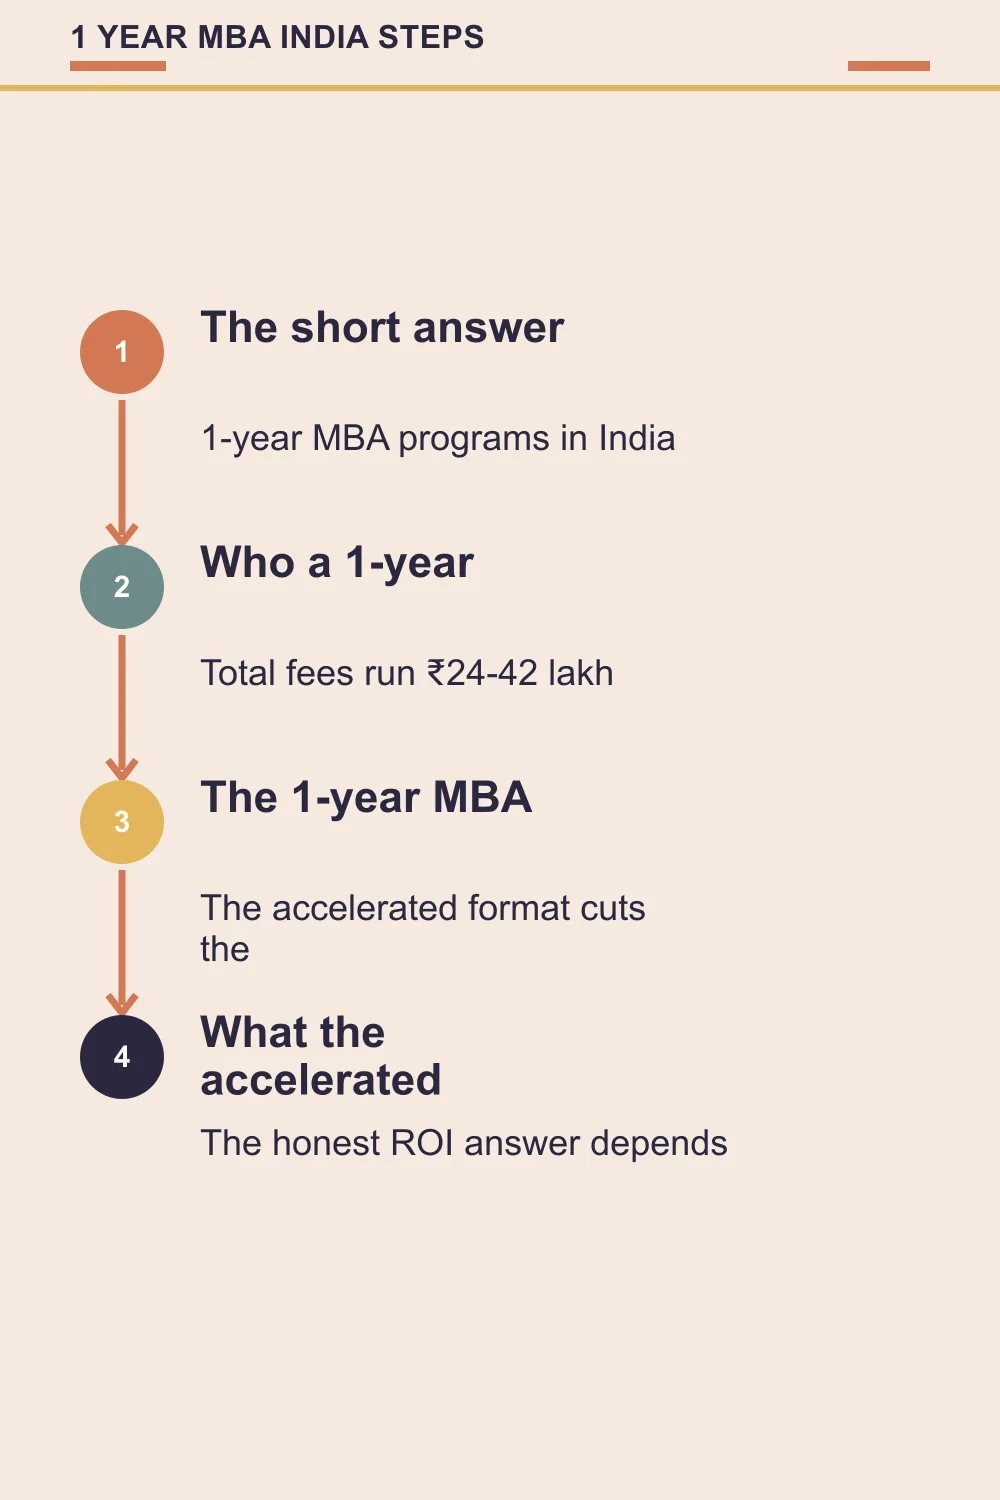 1 YEAR MBA INDIA STEPS
1
The short answer
1-year MBA programs in India
2
Who a 1-year
Total fees run ₹24-42 lakh
3
The 1-year MBA
The accelerated format cuts
the
4
What the
accelerated
The honest ROI answer depends